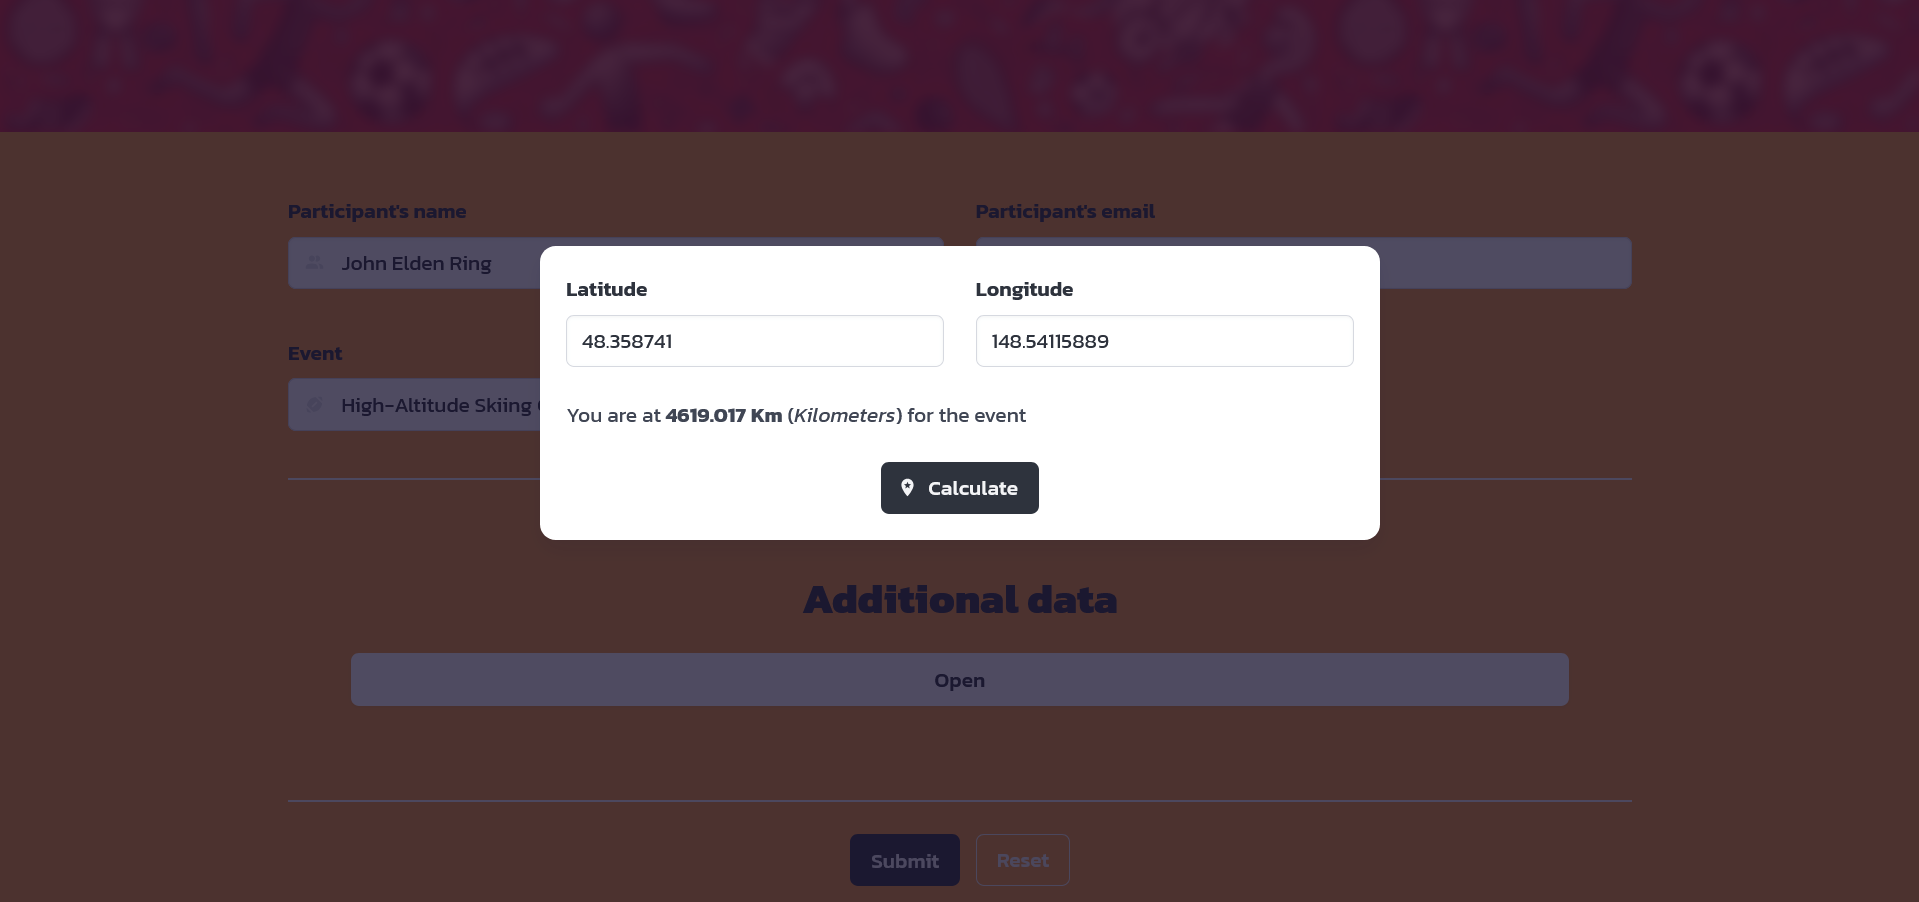 Participant's name
Participant's email
John Elden Ring
Latitude
Longitude
48.358741
148.54115889
Event
High-Altitude Skiing
You are at 4619.017 Km (Kilometers) for the event
Calculate
Additional data
Open
Submit
Reset